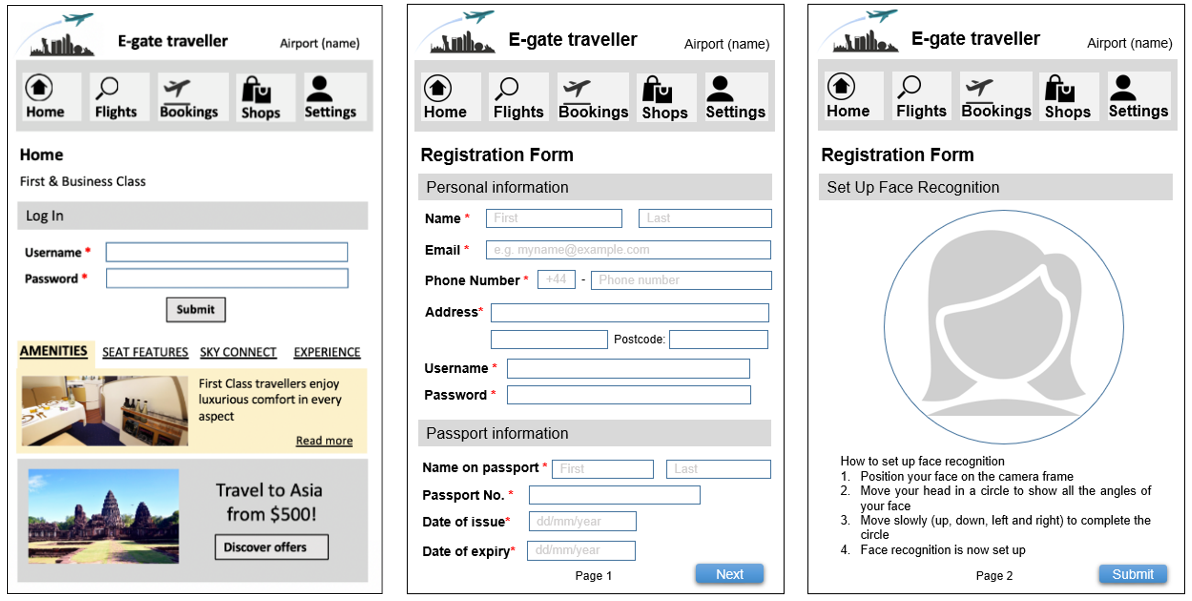 E-gate traveller Airport (name)
Home Flights Bookings Shops Settings
Home
First & Business Class
Log In
Username *
Password *
Submit
AMENITIES SEAT FEATURES SKY CONNECT EXPERIENCE
First Class travellers enjoy
luxurious comfort in every
aspect
Read more
Travel to Asia
from $500!
Discover offers
E-gate traveller Airport (name)
Home Flights Bookings Shops Settings
Registration Form
Personal information
Name * First Last
Email * e.g. myname@example.com
Phone Number * +44 - Phone number
Address*
Postcode:
Username *
Password *
Passport information
Name on passport * First Last
Passport No. *
Date of issue* dd/mm/year
Date of expiry* dd/mm/year
Page 1 Next
E-gate traveller Airport (name)
Home Flights Bookings Shops Settings
Registration Form
Set Up Face Recognition
How to set up face recognition
1. Position your face on the camera frame
2. Move your head in a circle to show all the angles of
your face
3. Move slowly (up, down, left and right) to complete the
circle
4. Face recognition is now set up
Page 2 Submit